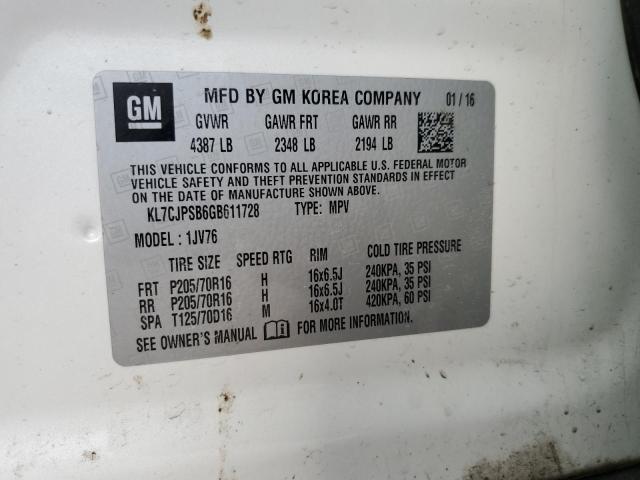 GM MFD BY GM KOREA COMPANY 01 / 16
GVWR GAWR FRT GAWR RR
4387 LB 2348 LB 2194 LB
THIS VEHICLE CONFORMS TO ALL APPLICABLE U.S. FEDERAL MOTOR
VEHICLE SAFETY AND THEFT PREVENTION STANDARDS IN EFFECT
ON THE DATE OF MANUFACTURE SHOWN ABOVE.
KL7CJPSB6GB611728 TYPE: MPV
MODEL : 1JV76
TIRE SIZE SPEED RTG RIM COLD TIRE PRESSURE
FRT P205/70R16 H 16x6.5J 240KPA, 35 PSI
RR P205/70R16 H 16x6.5J 240KPA, 35 PSI
SPA T125/70D16 M 16x4.0T 420KPA, 60 PSI
SEE OWNER'S MANUAL FOR MORE INFORMATION.